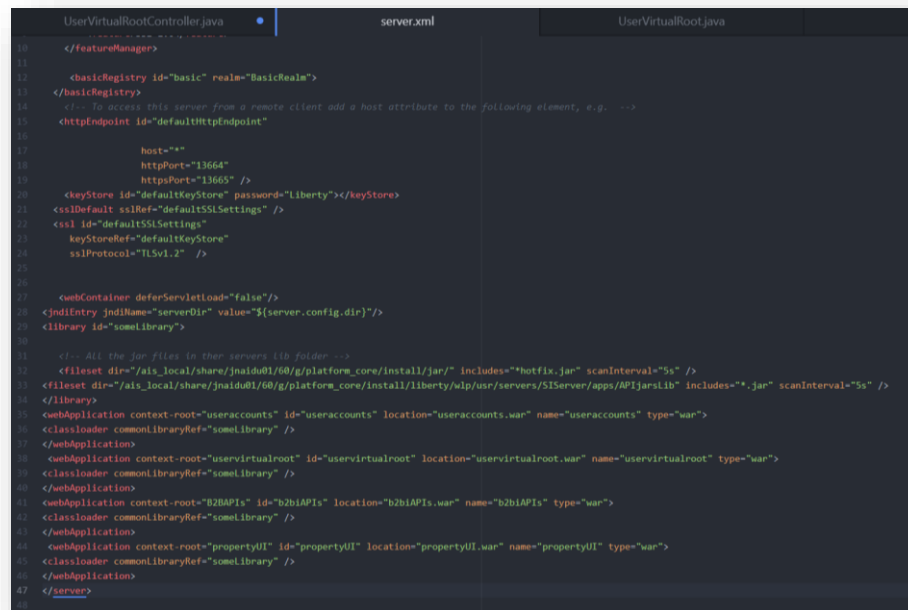 UserVirtualRootController.java server.xml UserVirtualRoot.java
10 </featureManager>
11
12 <basicRegistry id="basic" realm="BasicRealm">
13 </basicRegistry>
14 <!-- To access this server from a remote client add a host attribute to the following element, e.g. -->
15 <httpEndpoint id="defaultHttpEndpoint"
16
17 host="*"
18 httpPort="13664"
19 httpsPort="13665" />
20 <keyStore id="defaultKeyStore" password="Liberty"></keyStore>
21 <sslDefault sslRef="defaultSSLSettings" />
22 <ssl id="defaultSSLSettings"
23 keyStoreRef="defaultKeyStore"
24 sslProtocol="TLSv1.2" />
25
26
27 <webContainer deferServletLoad="false"/>
28 <jndiEntry jndiName="serverDir" value="${server.config.dir}"/>
29 <library id="someLibrary">
30
31 <!-- All the jar files in ther servers lib folder -->
32 <fileset dir="/ais_local/share/jnaidu01/60/g/platform_core/install/jar/" includes="*hotfix.jar" scanInterval="5s" />
33 <fileset dir="/ais_local/share/jnaidu01/60/g/platform_core/install/liberty/wlp/usr/servers/SIServer/apps/APIjarsLib" includes="*.jar" scanInterval="5s" />
34 </library>
35 <webApplication context-root="useraccounts" id="useraccounts" location="useraccounts.war" name="useraccounts" type="war">
36 <classloader commonLibraryRef="someLibrary" />
37 </webApplication>
38 <webApplication context-root="uservirtualroot" id="uservirtualroot" location="uservirtualroot.war" name="uservirtualroot" type="war">
39 <classloader commonLibraryRef="someLibrary" />
40 </webApplication>
41 <webApplication context-root="B2BAPIs" id="b2biAPIs" location="b2biAPIs.war" name="b2biAPIs" type="war">
42 <classloader commonLibraryRef="someLibrary" />
43 </webApplication>
44 <webApplication context-root="propertyUI" id="propertyUI" location="propertyUI.war" name="propertyUI" type="war">
45 <classloader commonLibraryRef="someLibrary" />
46 </webApplication>
47 </server>
48